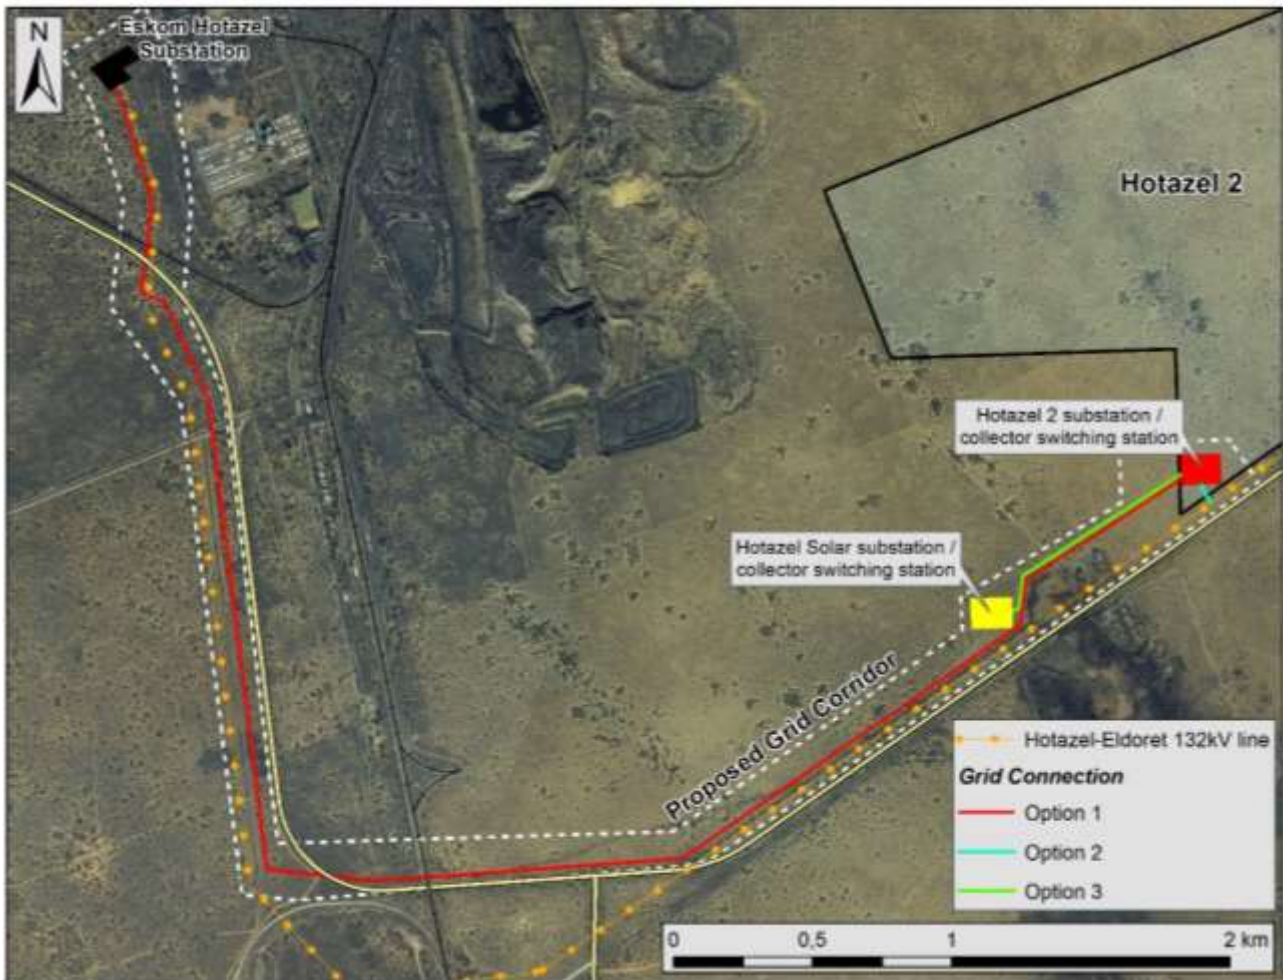 N
Eskom Hotazel
Substation
Hotazel 2
Hotazel 2 substation /
collector switching station
Hotazel Solar substation /
collector switching station
Proposed Grid Corridor
Hotazel-Eldoret 132kV line
Grid Connection
Option 1
Option 2
Option 3
0 0,5 1 2 km